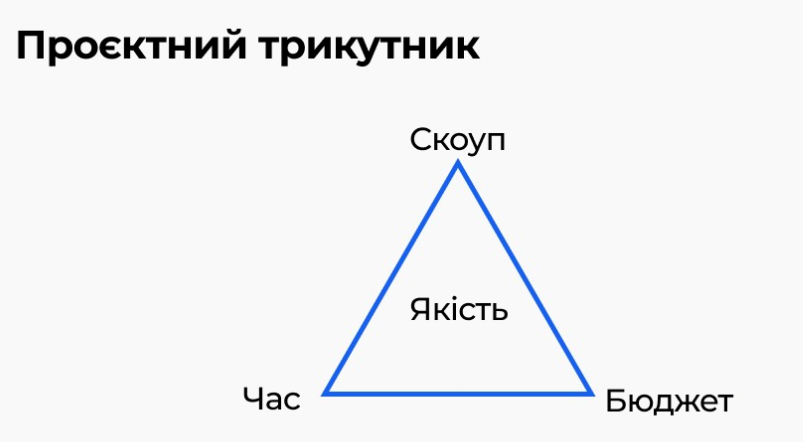 Проєктний трикутник
Скоуп
Якість
Час
Бюджет